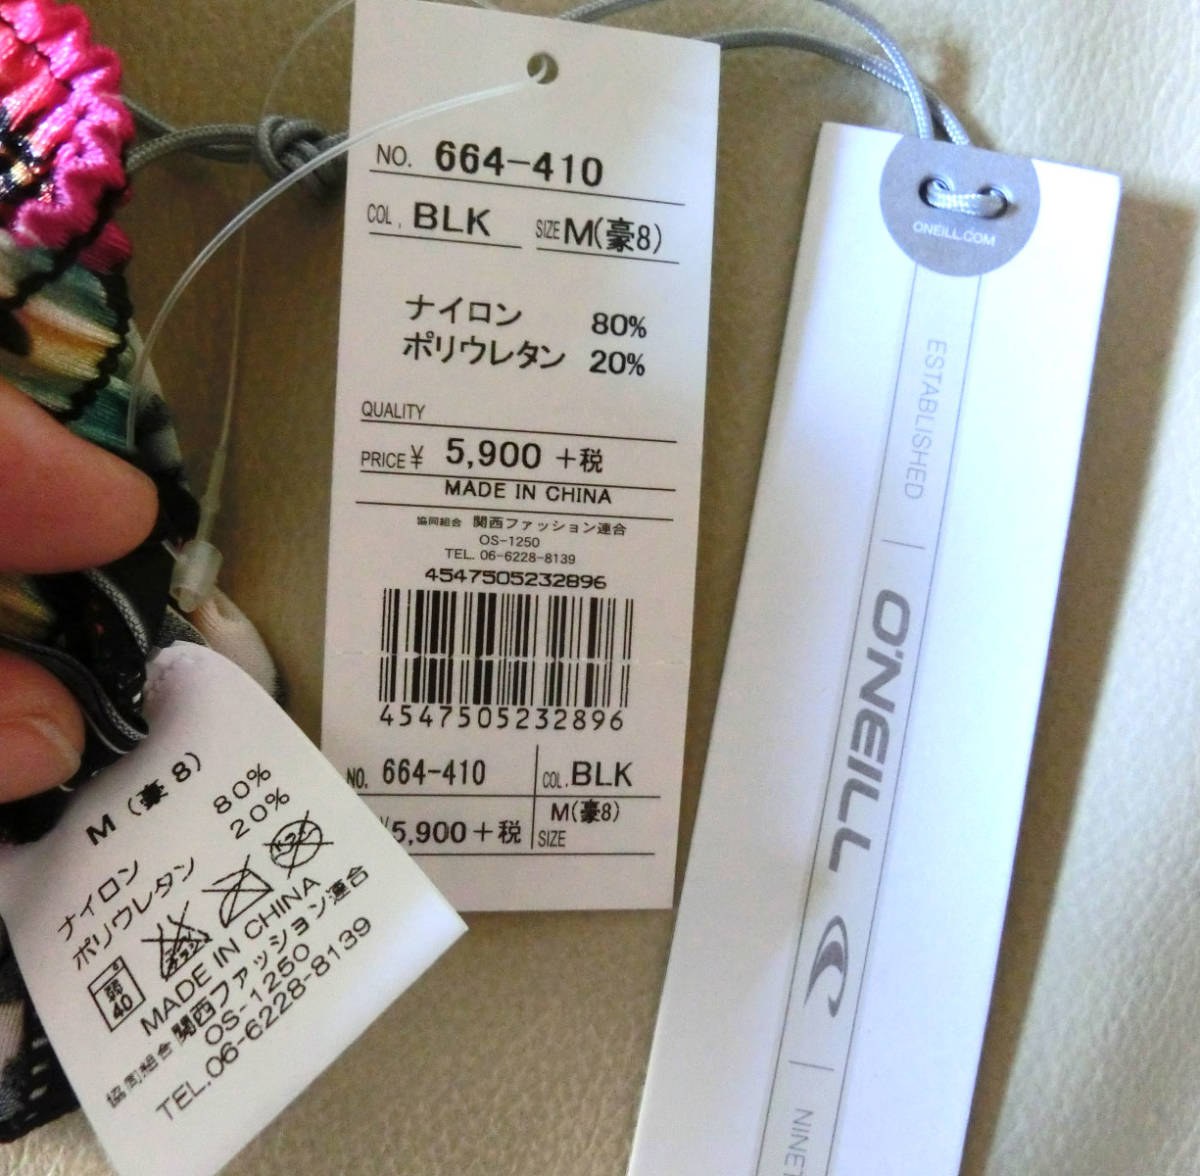 NO. 664-410
COL. BLK SIZE M(豪8)
ナイロン 80%
ポリウレタン 20%
QUALITY
PRICE ¥ 5,900 +税
MADE IN CHINA
協同組合 関西ファッション連合
OS-1250
TEL. 06-6228-8139
4547505232896
4547505232896
NO. 664-410 COL. BLK
¥5,900+税 SIZE M(豪8)
M(豪8)
ナイロン 80%
ポリウレタン 20%
弱
40
MADE IN CHINA
協同組合 関西ファッション連合
OS-1250
TEL.06-6228-8139
ONEILL.COM
ESTABLISHED
O'NEILL